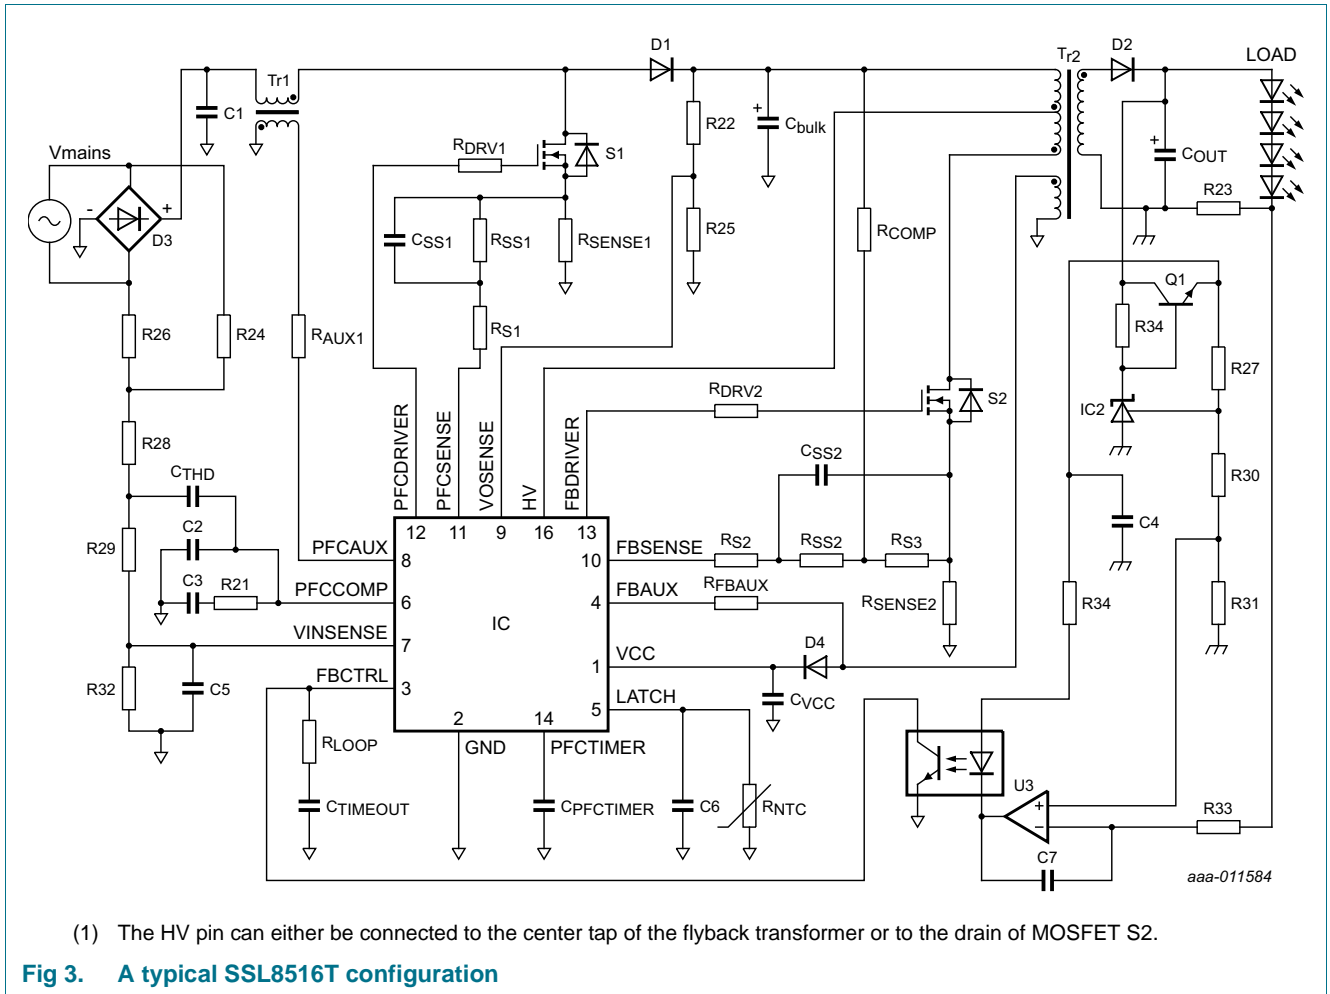 D1
Tr2
D2
LOAD
Tr1
C1
+
Cbulk
R22
RDRV1
S1
+
COUT
Vmains
R23
-
+
D3
CSS1
RSS1
RSENSE1
R25
RCOMP
Q1
R34
R26
R24
RAUX1
RS1
R27
RDRV2
S2
IC2
R28
CTHD
PFCDRIVER
PFCSENSE
VOSENSE
HV
FBDRIVER
CSS2
R30
C2
12
11
9
16
13
C4
R29
PFCAUX
8
10
FBSENSE
RS2
RSS2
RS3
C3
R21
PFCCOMP
6
IC
4
FBAUX
RFBAUX
RSENSE2
R34
R31
VINSENSE
7
1
VCC
D4
R32
C5
FBCTRL
3
5
LATCH
CVCC
2
14
GND
PFCTIMER
RLOOP
U3
CTIMEOUT
CPFCTIMER
C6
RNTC
+
-
R33
C7
aaa-011584
(1) The HV pin can either be connected to the center tap of the flyback transformer or to the drain of MOSFET S2.
Fig 3. A typical SSL8516T configuration